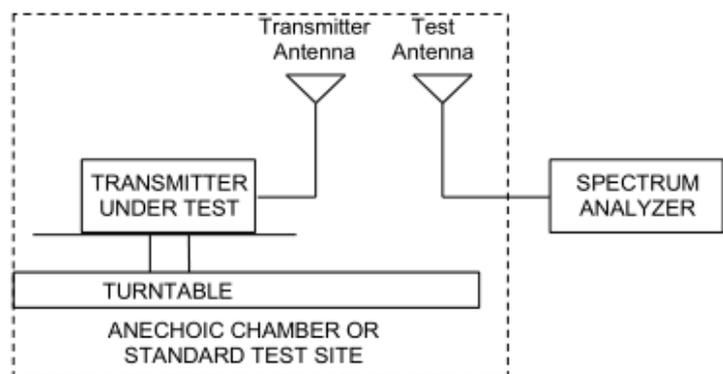 Transmitter
Antenna
Test
Antenna
TRANSMITTER
UNDER TEST
SPECTRUM
ANALYZER
TURNTABLE
ANECHOIC CHAMBER OR
STANDARD TEST SITE